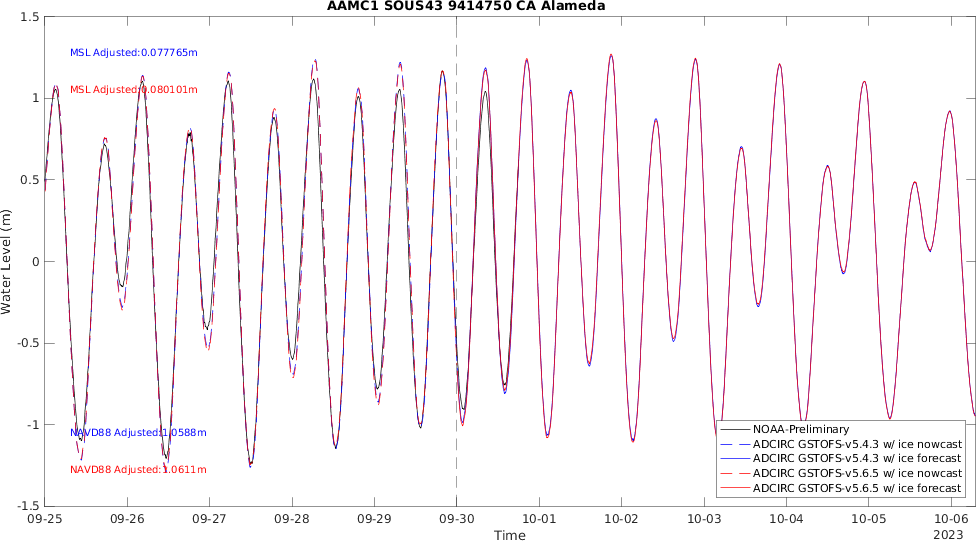 AAMC1 SOUS43 9414750 CA Alameda
1.5
1
0.5
0
-0.5
-1
-1.5
Water Level (m)
MSL Adjusted:0.077765m
MSL Adjusted:0.080101m
NAVD88 Adjusted:1.0588m
NAVD88 Adjusted:1.0611m
NOAA-Preliminary
ADCIRC GSTOFS-v5.4.3 w/ ice nowcast
ADCIRC GSTOFS-v5.4.3 w/ ice forecast
ADCIRC GSTOFS-v5.6.5 w/ ice nowcast
ADCIRC GSTOFS-v5.6.5 w/ ice forecast
09-25 09-26 09-27 09-28 09-29 09-30 10-01 10-02 10-03 10-04 10-05 10-06
2023
Time